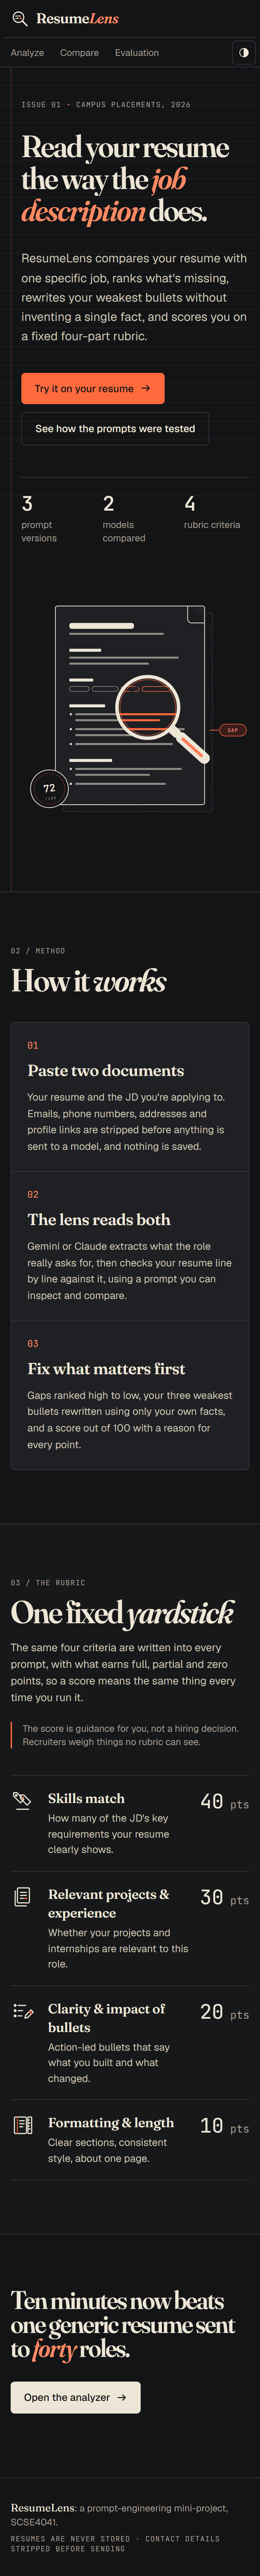 ResumeLens
Analyze
Compare
Evaluation
ISSUE 01 · CAMPUS PLACEMENTS, 2026
Read your resume
the way the job
description does.
ResumeLens compares your resume with
one specific job, ranks what's missing,
rewrites your weakest bullets without
inventing a single fact, and scores you on
a fixed four-part rubric.
Try it on your resume →
See how the prompts were tested
3
prompt
versions
2
models
compared
4
rubric criteria
GAP
72
/100
02 / METHOD
How it works
01
Paste two documents
Your resume and the JD you're applying to.
Emails, phone numbers, addresses and
profile links are stripped before anything is
sent to a model, and nothing is saved.
02
The lens reads both
Gemini or Claude extracts what the role
really asks for, then checks your resume line
by line against it, using a prompt you can
inspect and compare.
03
Fix what matters first
Gaps ranked high to low, your three weakest
bullets rewritten using only your own facts,
and a score out of 100 with a reason for
every point.
03 / THE RUBRIC
One fixed yardstick
The same four criteria are written into every
prompt, with what earns full, partial and zero
points, so a score means the same thing every
time you run it.
The score is guidance for you, not a hiring decision.
Recruiters weigh things no rubric can see.
Skills match
40 pts
How many of the JD's key
requirements your resume
clearly shows.
Relevant projects &
experience
30 pts
Whether your projects and
internships are relevant to this
role.
Clarity & impact of
bullets
20 pts
Action-led bullets that say
what you built and what
changed.
Formatting & length
10 pts
Clear sections, consistent
style, about one page.
Ten minutes now beats
one generic resume sent
to forty roles.
Open the analyzer →
ResumeLens: a prompt-engineering mini-project,
SCSE4041.
RESUMES ARE NEVER STORED · CONTACT DETAILS
STRIPPED BEFORE SENDING